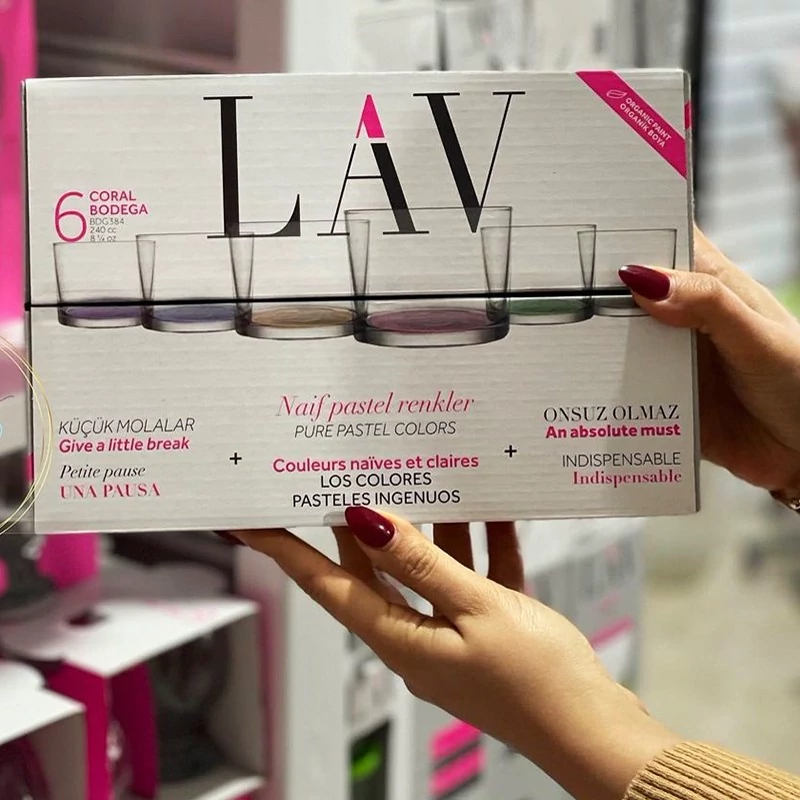 LAV
ORGANIC PAINT
ORGANİK BOYA
6 CORAL
BODEGA
BDG384
240 cc
8 ¼ oz
KÜÇÜK MOLALAR
Give a little break
Petite pause
UNA PAUSA
+
Naif pastel renkler
PURE PASTEL COLORS
Couleurs naïves et claires
LOS COLORES
PASTELES INGENUOS
+
ONSUZ OLMAZ
An absolute must
INDISPENSABLE
Indispensable